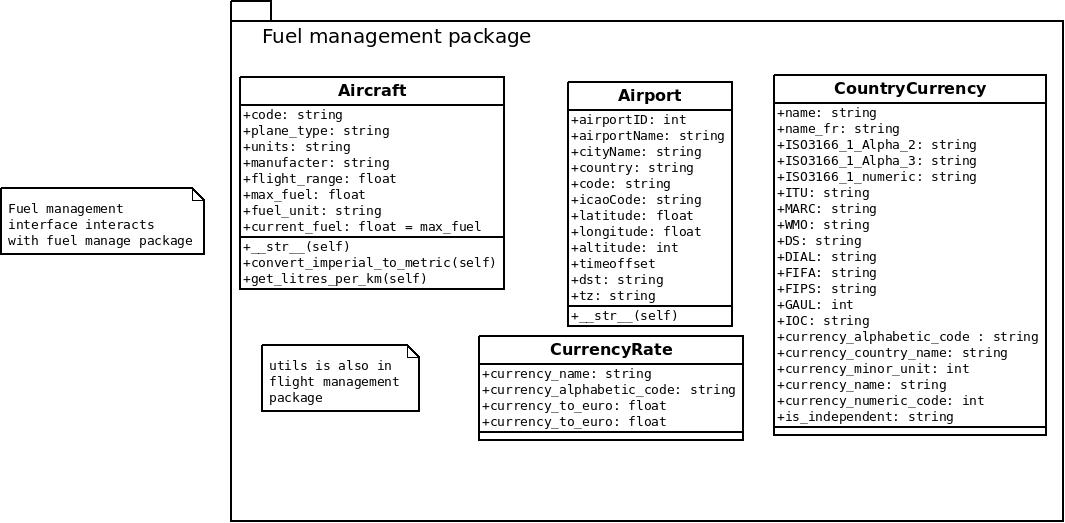 Fuel management package
Fuel management
interface interacts
with fuel manage package
Aircraft
+code: string
+plane_type: string
+units: string
+manufacter: string
+flight_range: float
+max_fuel: float
+fuel_unit: string
+current_fuel: float = max_fuel
+__str__(self)
+convert_imperial_to_metric(self)
+get_litres_per_km(self)
Airport
+airportID: int
+airportName: string
+cityName: string
+country: string
+code: string
+icaoCode: string
+latitude: float
+longitude: float
+altitude: int
+timeoffset
+dst: string
+tz: string
+__str__(self)
CountryCurrency
+name: string
+name_fr: string
+ISO3166_1_Alpha_2: string
+ISO3166_1_Alpha_3: string
+ISO3166_1_numeric: string
+ITU: string
+MARC: string
+WMO: string
+DS: string
+DIAL: string
+FIFA: string
+FIPS: string
+GAUL: int
+IOC: string
+currency_alphabetic_code : string
+currency_country_name: string
+currency_minor_unit: int
+currency_name: string
+currency_numeric_code: int
+is_independent: string
utils is also in
flight management
package
CurrencyRate
+currency_name: string
+currency_alphabetic_code: string
+currency_to_euro: float
+currency_to_euro: float